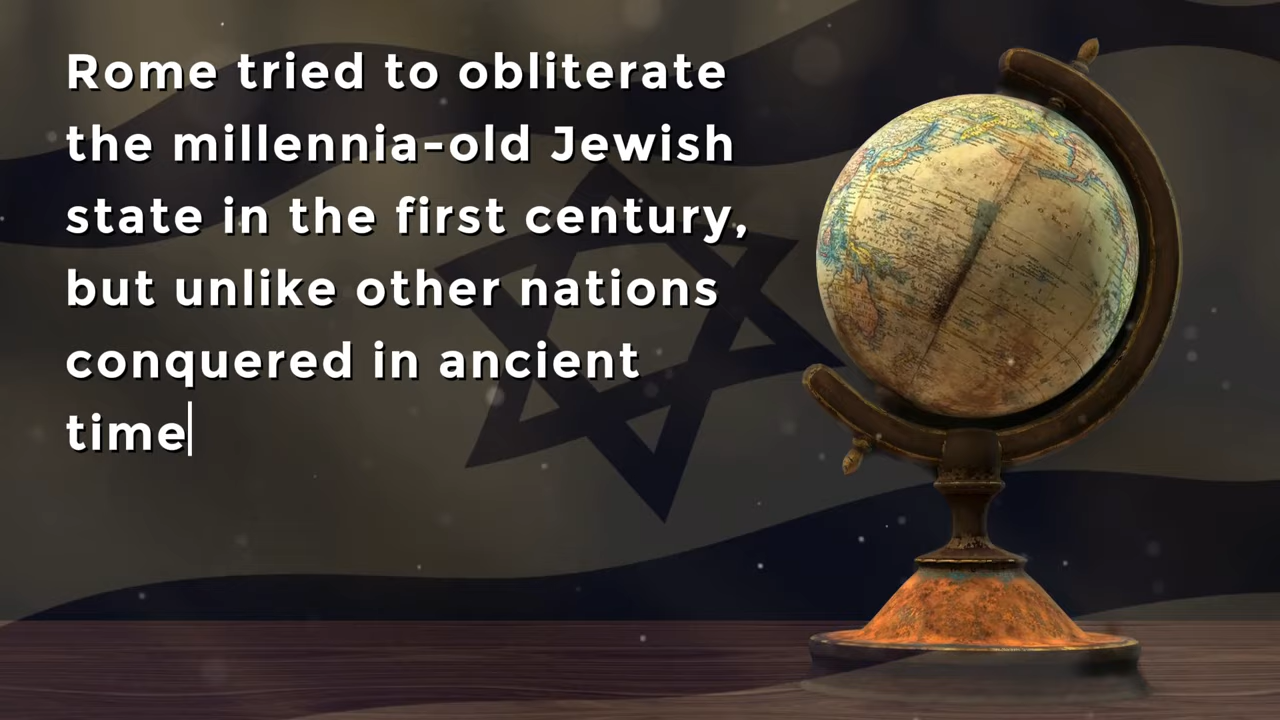 Rome tried to obliterate
the millennia-old Jewish
state in the first century,
but unlike other nations
conquered in ancient
time